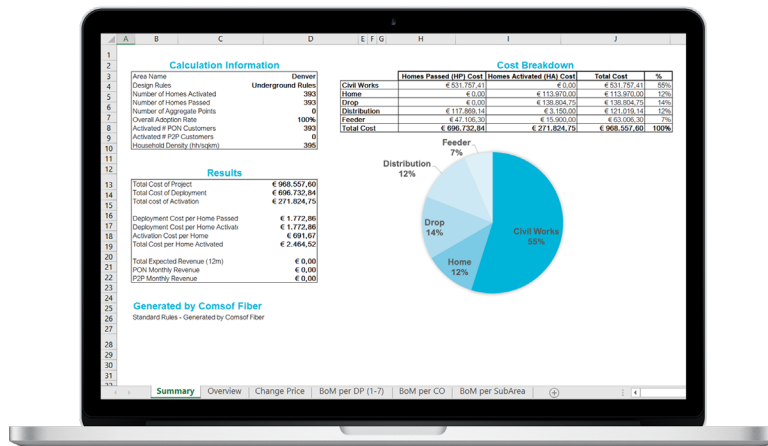 A B C D E F G H I J
1
2 Calculation Information Cost Breakdown
3 Area Name Denver Homes Passed (HP) Cost Homes Activated (HA) Cost Total Cost %
4 Design Rules Underground Rules Civil Works € 531.757,41 € 0,00 € 531.757,41 55%
5 Number of Homes Activated 393 Home € 0,00 € 113.970,00 € 113.970,00 12%
6 Number of Homes Passed 393 Drop € 0,00 € 138.804,75 € 138.804,75 14%
7 Number of Aggregate Points 0 Distribution € 117.869,14 € 3.150,00 € 121.019,14 12%
Overall Adoption Rate 100% Feeder € 47.106,30 € 15.900,00 € 63.006,30 7%
8 Activated # PON Customers 393 Total Cost € 696.732,84 € 271.824,75 € 968.557,60 100%
9 Activated # P2P Customers 0
10 Household Density (hh/sqkm) 395
11
12 Results
13 Total Cost of Project € 968.557,60
14 Total Cost of Deployment € 696.732,84
15 Total cost of Activation € 271.824,75
16 Deployment Cost per Home Passed € 1.772,86
17 Deployment Cost per Home Activati € 1.772,86
18 Activation Cost per Home € 691,67
19 Total Cost per Home Activated € 2.464,52
20 Total Expected Revenue (12m) € 0,00
21 PON Monthly Revenue € 0,00
22 P2P Monthly Revenue € 0,00
23
24
25 Generated by Comsof Fiber
26 Standard Rules - Generated by Comsof Fiber
27
28
29
30
31
Feeder
7%
Distribution
12%
Drop
14%
Civil Works
55%
Home
12%
Summary Overview Change Price BoM per DP (1-7) BoM per CO BoM per SubArea